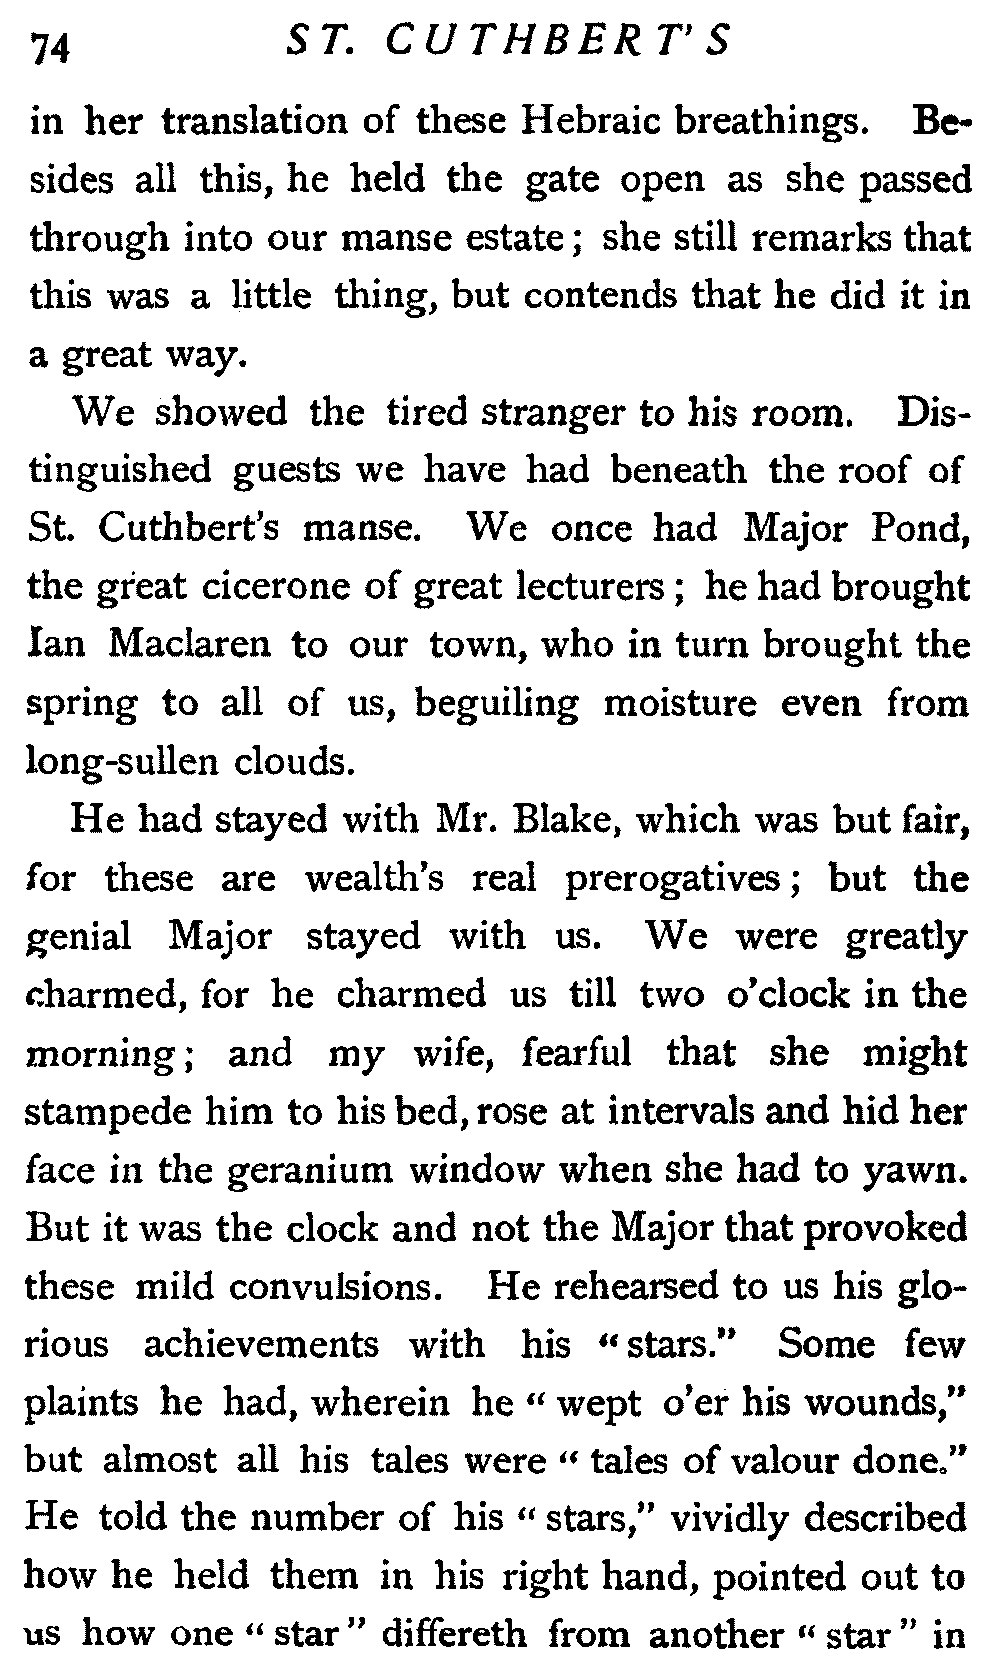 74 ST. CUTHBERT'S
in her translation of these Hebraic breathings. Be-
sides all this, he held the gate open as she passed
through into our manse estate; she still remarks that
this was a little thing, but contends that he did it in
a great way.
We showed the tired stranger to his room. Dis-
tinguished guests we have had beneath the roof of
St. Cuthbert's manse. We once had Major Pond,
the great cicerone of great lecturers; he had brought
Ian Maclaren to our town, who in turn brought the
spring to all of us, beguiling moisture even from
long-sullen clouds.
He had stayed with Mr. Blake, which was but fair,
for these are wealth's real prerogatives; but the
genial Major stayed with us. We were greatly
charmed, for he charmed us till two o'clock in the
morning; and my wife, fearful that she might
stampede him to his bed, rose at intervals and hid her
face in the geranium window when she had to yawn.
But it was the clock and not the Major that provoked
these mild convulsions. He rehearsed to us his glo-
rious achievements with his "stars." Some few
plaints he had, wherein he "wept o'er his wounds,"
but almost all his tales were "tales of valour done."
He told the number of his "stars," vividly described
how he held them in his right hand, pointed out to
us how one "star" differeth from another "star" in